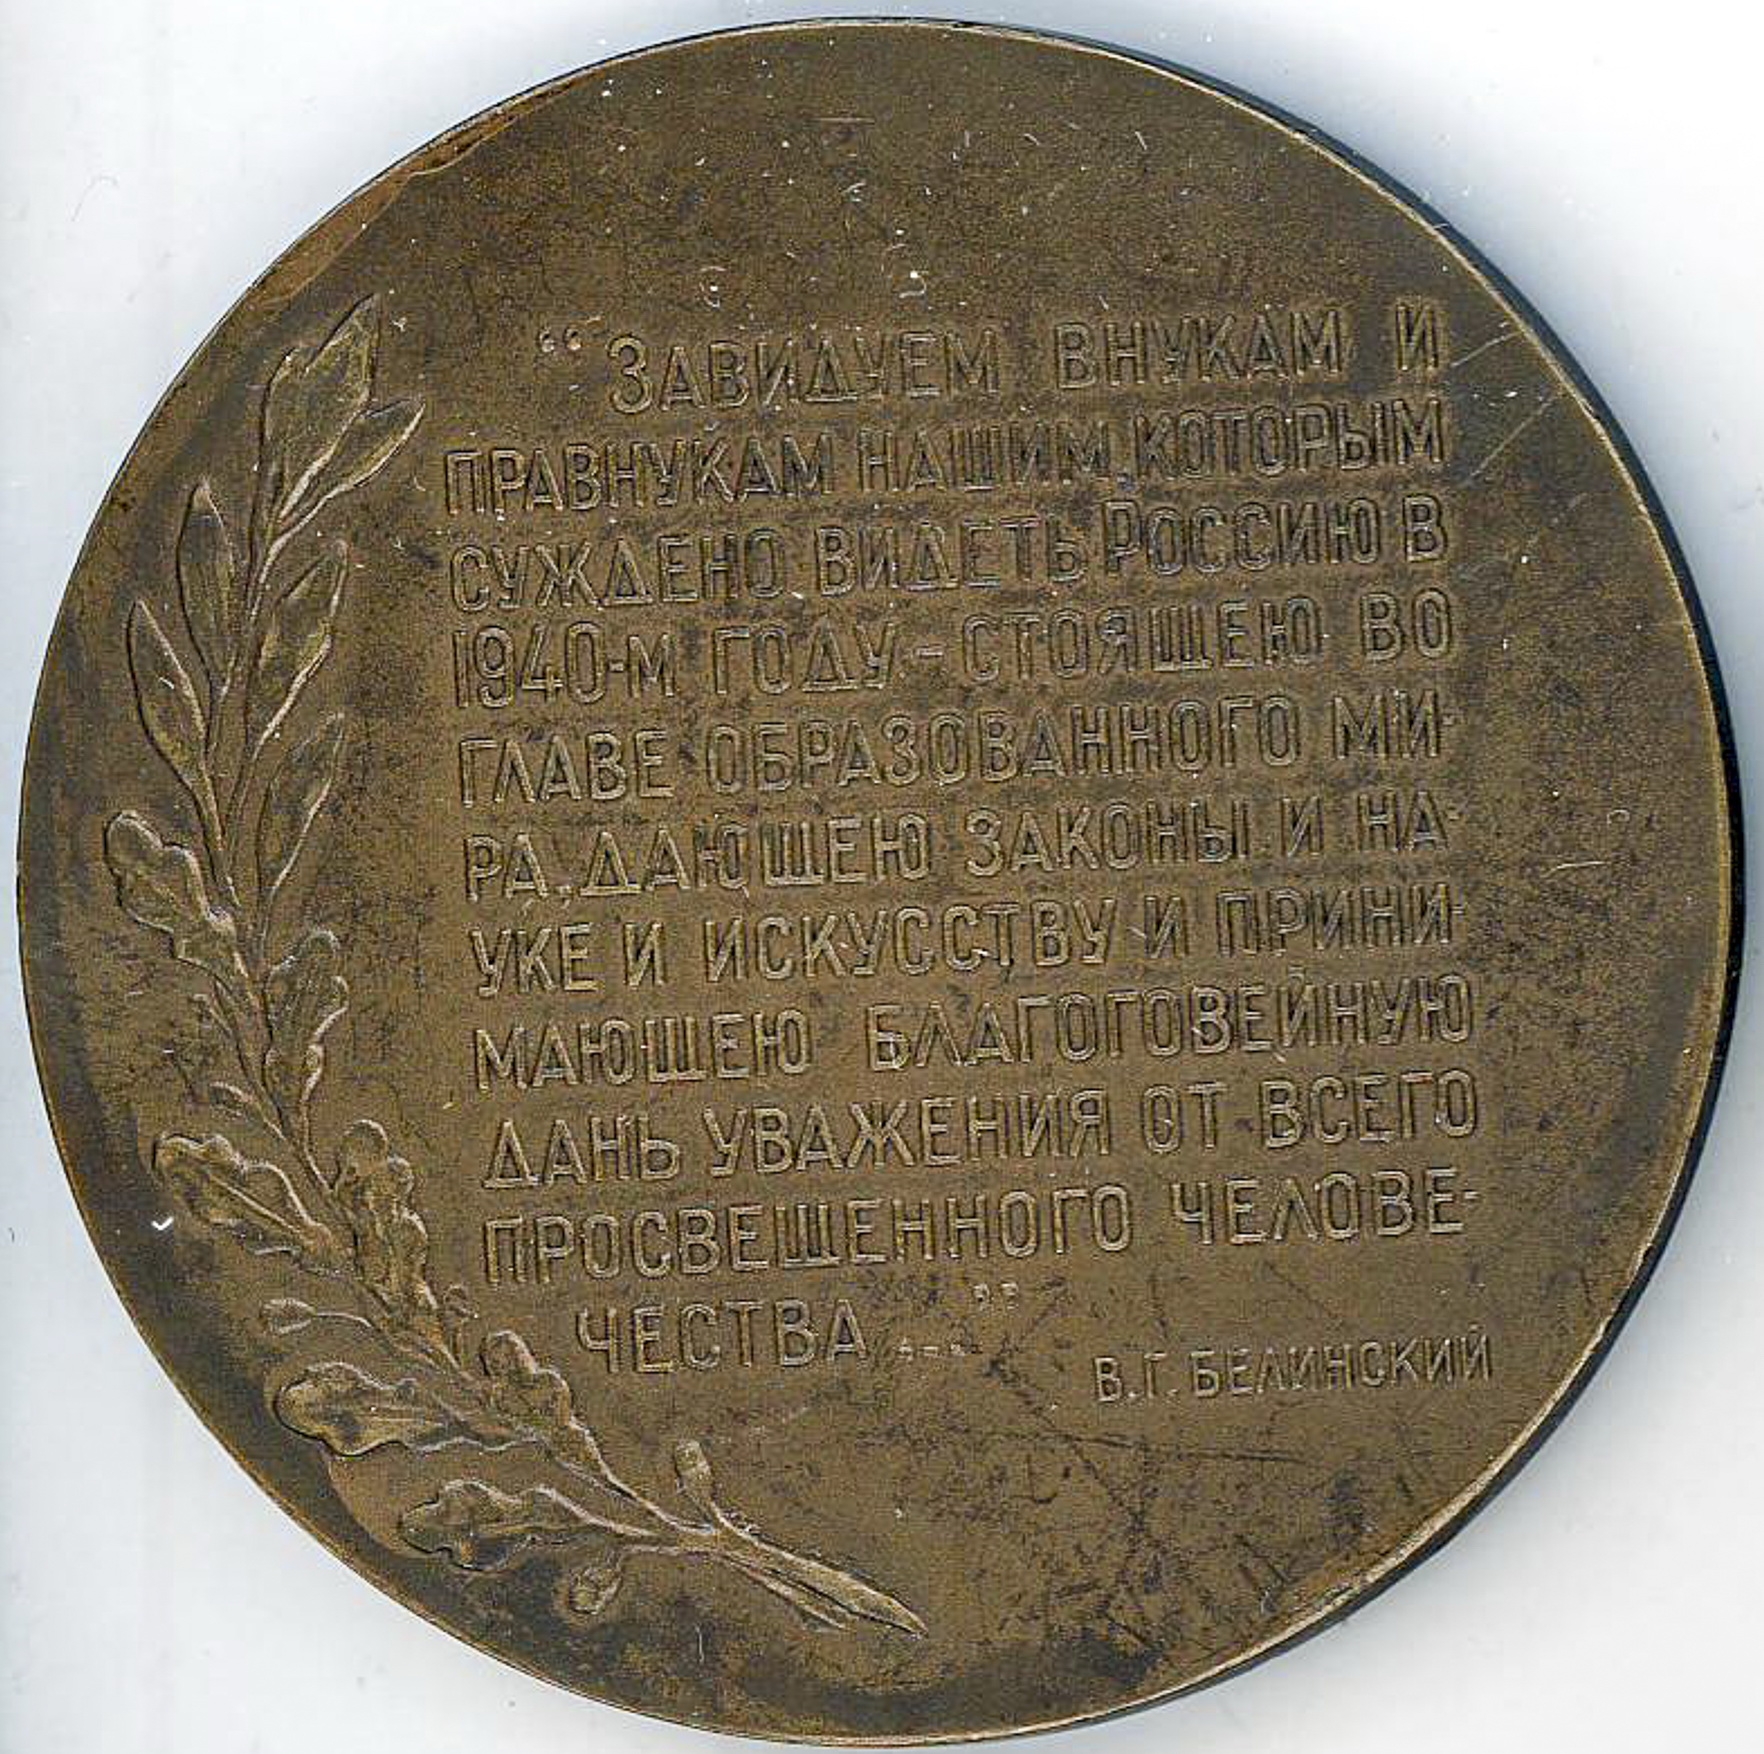 “Завидуем внукам и
правнукам нашим, которым
суждено видеть Россию в
1940-м году - стоящею во
главе образованного ми-
ра, дающею законы и на-
уке и искусству и прини-
мающею благоговейную
дань уважения от всего
просвещенного челове-
чества....”
В.Г. БЕЛИНСКИЙ